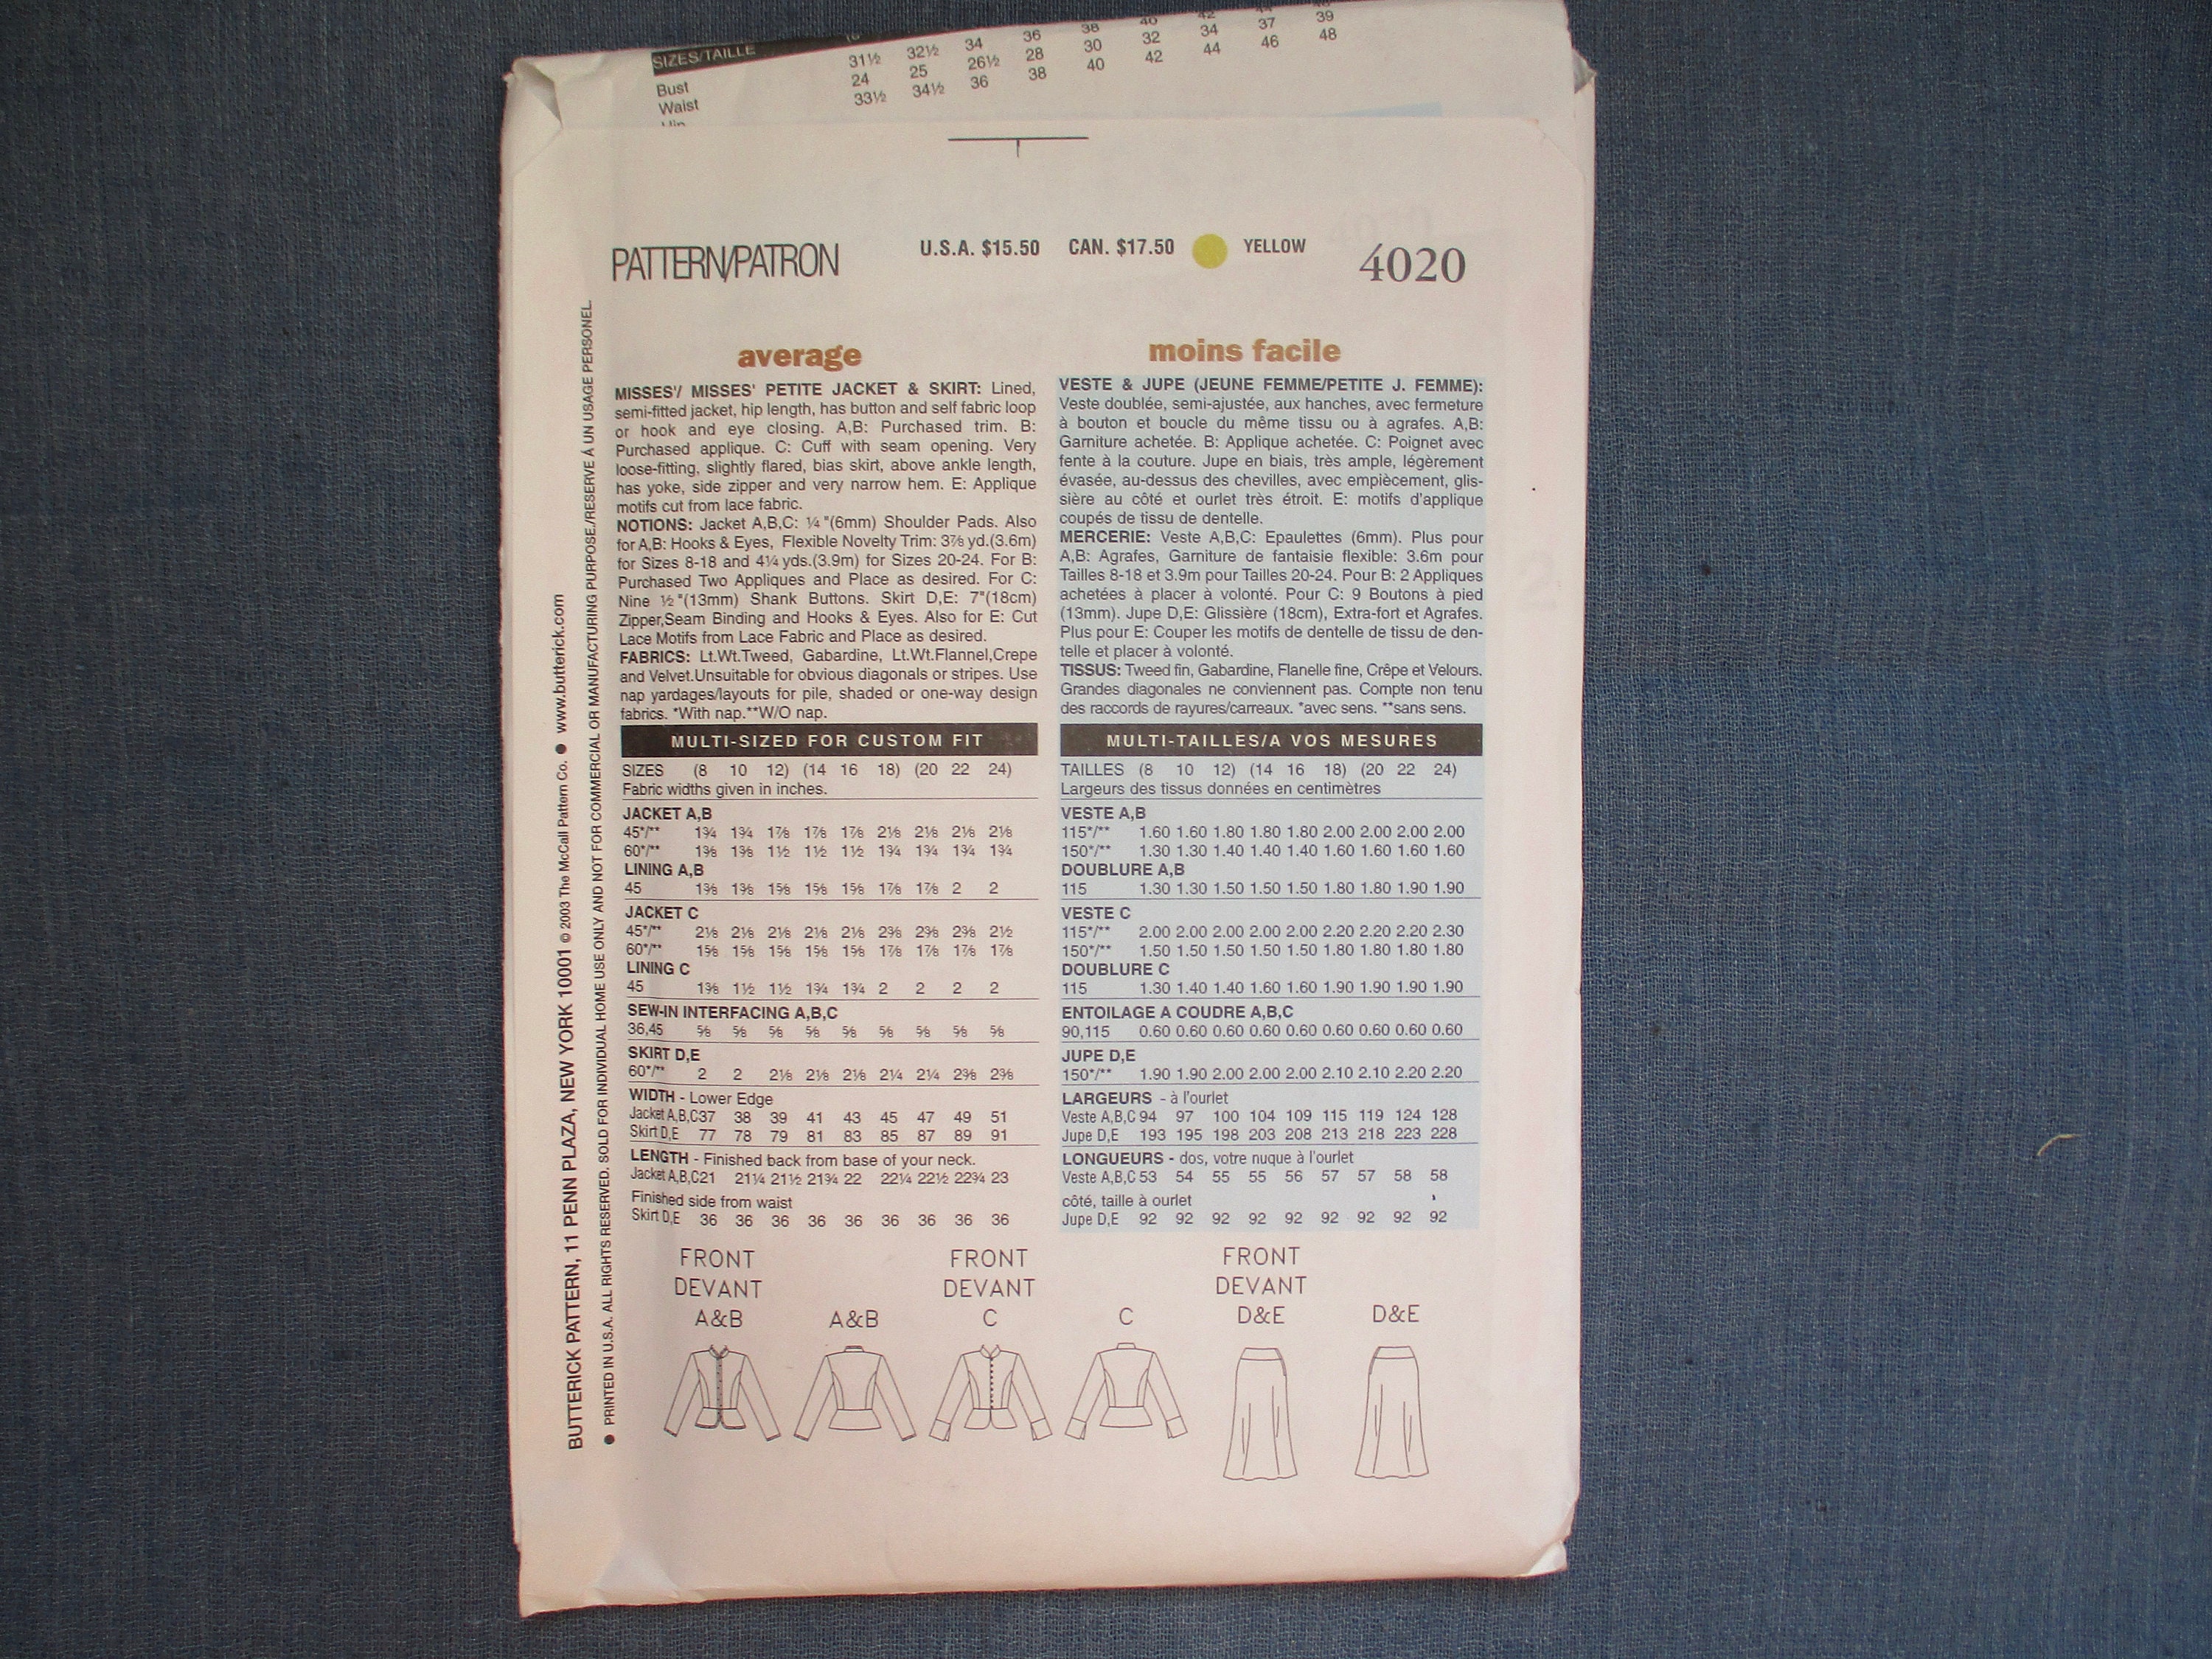 SIZES/TAILLE
38 40 42 44
Bust 31½ 32½ 34 36 38 40 42 44
Waist 24 25 26½ 28 30 32 34 37 39
33½ 34½ 36 38 40 42 44 46 48
PATTERN/PATRON U.S.A. $15.50 CAN. $17.50 YELLOW 4020
average
MISSES'/ MISSES' PETITE JACKET & SKIRT: Lined,
semi-fitted jacket, hip length, has button and self fabric loop
or hook and eye closing. A,B: Purchased trim. B:
Purchased applique. C: Cuff with seam opening. Very
loose-fitting, slightly flared, bias skirt, above ankle length,
has yoke, side zipper and very narrow hem. E: Applique
motifs cut from lace fabric.
NOTIONS: Jacket A,B,C: ¼"(6mm) Shoulder Pads. Also
for A,B: Hooks & Eyes, Flexible Novelty Trim: 3⅞ yd.(3.6m)
for Sizes 8-18 and 4¼ yds.(3.9m) for Sizes 20-24. For B:
Purchased Two Appliques and Place as desired. For C:
Nine ½"(13mm) Shank Buttons. Skirt D,E: 7"(18cm)
Zipper,Seam Binding and Hooks & Eyes. Also for E: Cut
Lace Motifs from Lace Fabric and Place as desired.
FABRICS: Lt.Wt.Tweed, Gabardine, Lt.Wt.Flannel,Crepe
and Velvet.Unsuitable for obvious diagonals or stripes. Use
nap yardages/layouts for pile, shaded or one-way design
fabrics. *With nap.**W/O nap.
MULTI-SIZED FOR CUSTOM FIT
SIZES (8 10 12) (14 16 18) (20 22 24)
Fabric widths given in inches.
JACKET A,B
45*/** 1¾ 1¾ 1⅞ 1⅞ 1⅞ 2⅛ 2⅛ 2⅛ 2⅛
60*/** 1⅜ 1⅜ 1½ 1½ 1½ 1¾ 1¾ 1¾ 1¾
LINING A,B
45 1⅜ 1⅜ 1⅝ 1⅝ 1⅝ 1⅞ 1⅞ 2 2
JACKET C
45*/** 2⅛ 2⅛ 2⅛ 2⅛ 2⅛ 2⅜ 2⅜ 2⅜ 2½
60*/** 1⅝ 1⅝ 1⅝ 1⅝ 1⅝ 1⅞ 1⅞ 1⅞ 1⅞
LINING C
45 1⅜ 1½ 1½ 1¾ 1¾ 2 2 2 2
SEW-IN INTERFACING A,B,C
36,45 ⅝ ⅝ ⅝ ⅝ ⅝ ⅝ ⅝ ⅝ ⅝
SKIRT D,E
60*/** 2 2 2⅛ 2⅛ 2⅛ 2¼ 2¼ 2⅜ 2⅜
WIDTH - Lower Edge
Jacket A,B,C 37 38 39 41 43 45 47 49 51
Skirt D,E 77 78 79 81 83 85 87 89 91
LENGTH - Finished back from base of your neck.
Jacket A,B,C 21 21¼ 21½ 21¾ 22 22¼ 22½ 22¾ 23
Finished side from waist
Skirt D,E 36 36 36 36 36 36 36 36 36
moins facile
VESTE & JUPE (JEUNE FEMME/PETITE J. FEMME):
Veste doublée, semi-ajustée, aux hanches, avec fermeture
à bouton et boucle du même tissu ou à agrafes. A,B:
Garniture achetée. B: Applique achetée. C: Poignet avec
fente à la couture. Jupe en biais, très ample, légèrement
évasée, au-dessus des chevilles, avec empiècement, glis-
sière au côté et ourlet très étroit. E: motifs d'applique
coupés de tissu de dentelle.
MERCERIE: Veste A,B,C: Epaulettes (6mm). Plus pour
A,B: Agrafes, Garniture de fantaisie flexible: 3.6m pour
Tailles 8-18 et 3.9m pour Tailles 20-24. Pour B: 2 Appliques
achetées à placer à volonté. Pour C: 9 Boutons à pied
(13mm). Jupe D,E: Glissière (18cm), Extra-fort et Agrafes.
Plus pour E: Couper les motifs de dentelle de tissu de den-
telle et placer à volonté.
TISSUS: Tweed fin, Gabardine, Flanelle fine, Crêpe et Velours.
Grandes diagonales ne conviennent pas. Compte non tenu
des raccords de rayures/carreaux. *avec sens. **sans sens.
MULTI-TAILLES/A VOS MESURES
TAILLES (8 10 12) (14 16 18) (20 22 24)
Largeurs des tissus données en centimètres
VESTE A,B
115*/** 1.60 1.60 1.80 1.80 1.80 2.00 2.00 2.00 2.00
150*/** 1.30 1.30 1.40 1.40 1.40 1.60 1.60 1.60 1.60
DOUBLURE A,B
115 1.30 1.30 1.50 1.50 1.50 1.80 1.80 1.90 1.90
VESTE C
115*/** 2.00 2.00 2.00 2.00 2.00 2.20 2.20 2.20 2.30
150*/** 1.50 1.50 1.50 1.50 1.50 1.80 1.80 1.80 1.80
DOUBLURE C
115 1.30 1.40 1.40 1.60 1.60 1.90 1.90 1.90 1.90
ENTOILAGE A COUDRE A,B,C
90,115 0.60 0.60 0.60 0.60 0.60 0.60 0.60 0.60 0.60
JUPE D,E
150*/** 1.90 1.90 2.00 2.00 2.00 2.10 2.10 2.20 2.20
LARGEURS - à l'ourlet
Veste A,B,C 94 97 100 104 109 115 119 124 128
Jupe D,E 193 195 198 203 208 213 218 223 228
LONGUEURS - dos, votre nuque à l'ourlet
Veste A,B,C 53 54 55 55 56 57 57 58 58
côté, taille à ourlet
Jupe D,E 92 92 92 92 92 92 92 92 92
FRONT FRONT FRONT
DEVANT DEVANT DEVANT
A&B A&B C C D&E D&E
BUTTERICK PATTERN, 11 PENN PLAZA, NEW YORK 10001 © 2003 The McCall Pattern Co. ● www.butterick.com
● PRINTED IN U.S.A. ALL RIGHTS RESERVED. SOLD FOR INDIVIDUAL HOME USE ONLY AND NOT FOR COMMERCIAL OR MANUFACTURING PURPOSE./RESERVE À UN USAGE PERSONEL.